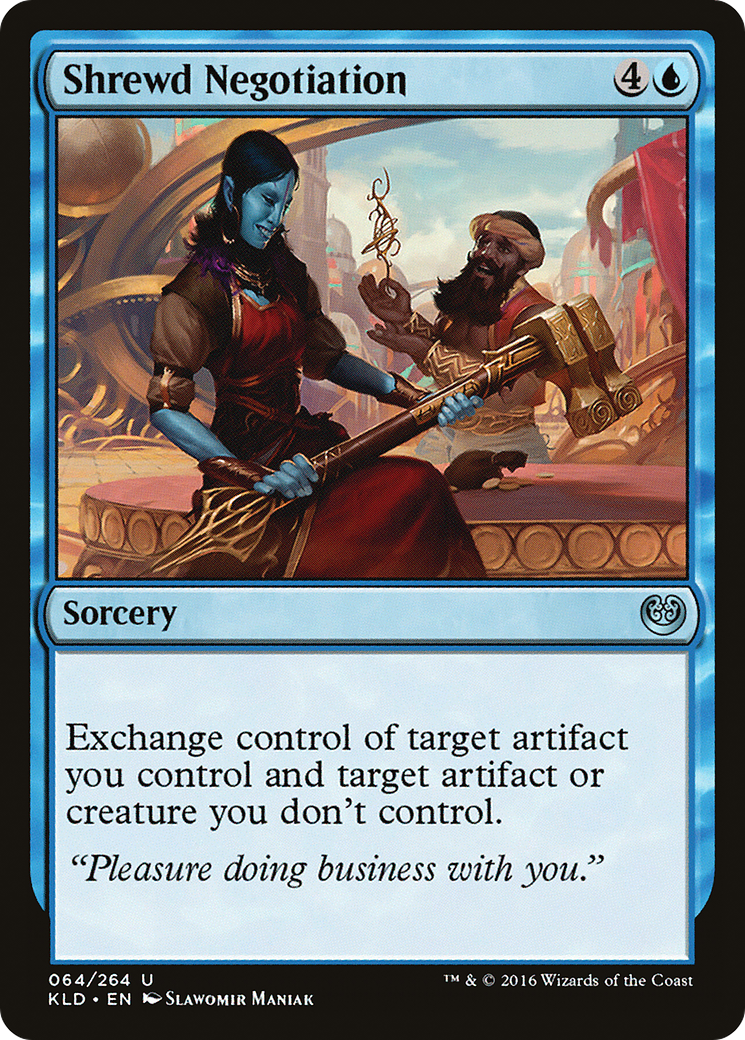 Shrewd Negotiation 4
Sorcery
Exchange control of target artifact
you control and target artifact or
creature you don't control.
“Pleasure doing business with you.”
064/264 U
KLD • EN Slawomir Maniak
™ & © 2016 Wizards of the Coast